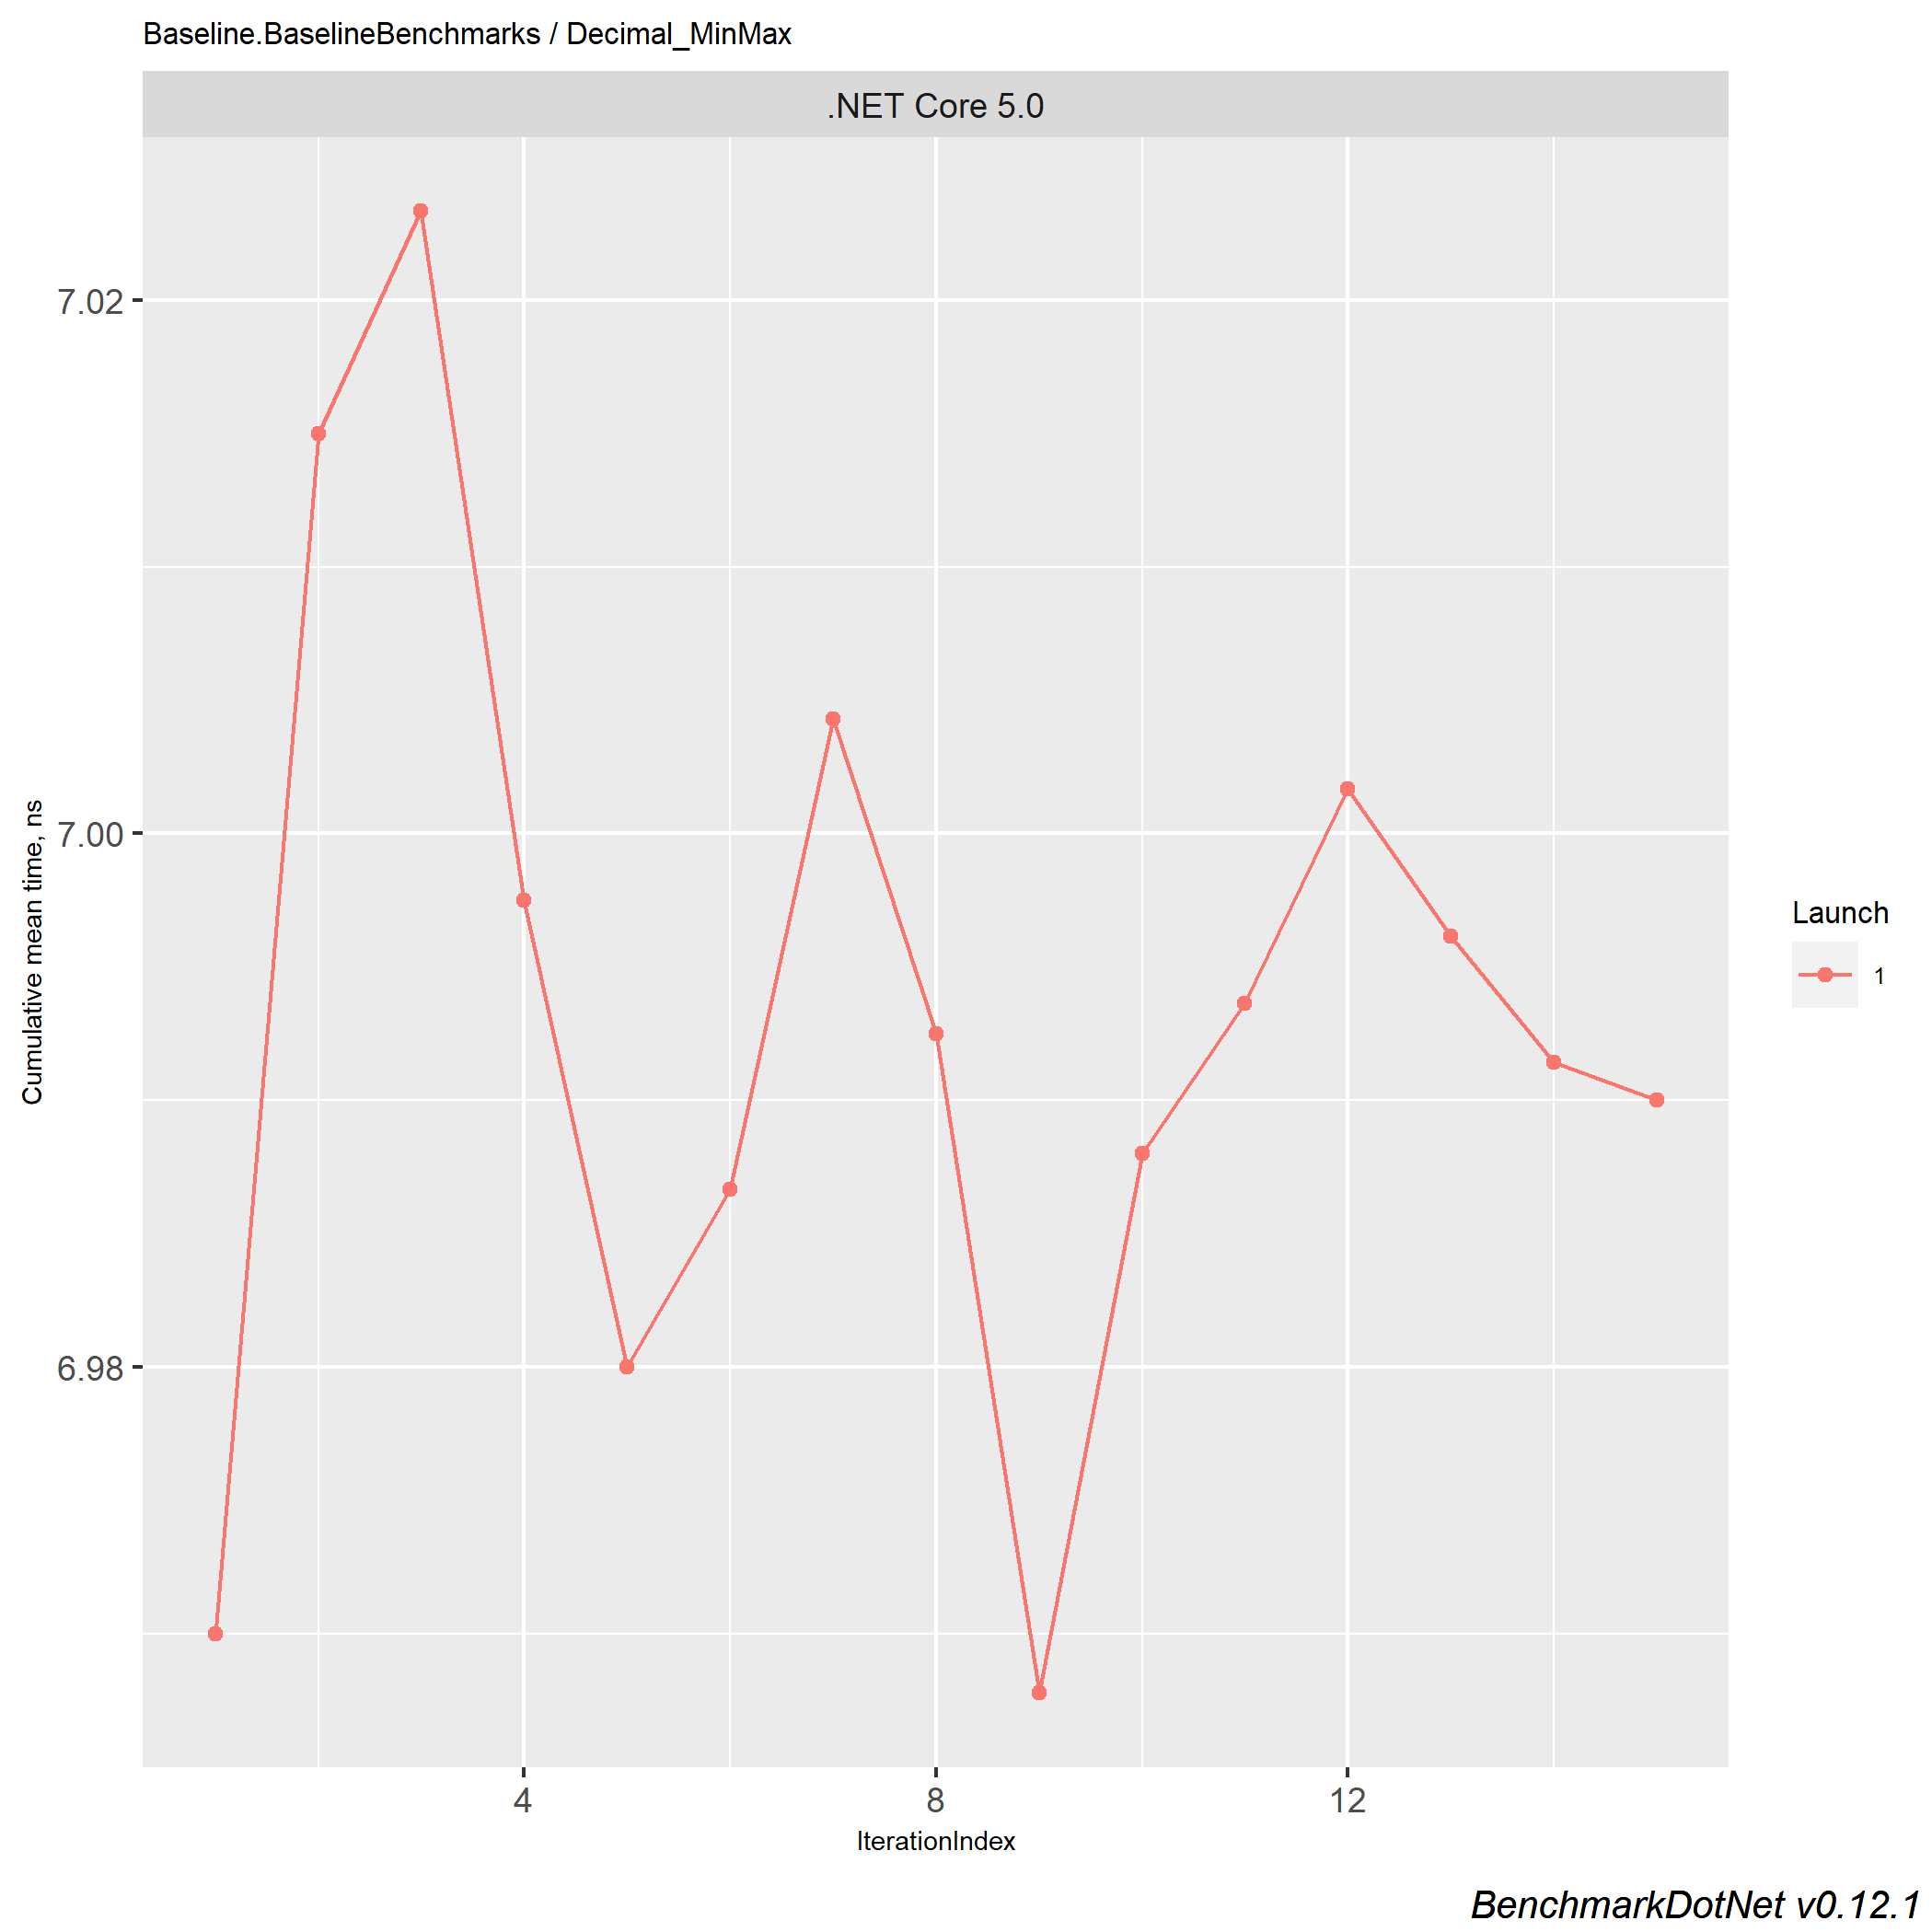 Baseline.BaselineBenchmarks / Decimal_MinMax
.NET Core 5.0
7.02
7.00
6.98
Cumulative mean time, ns
4
8
12
IterationIndex
Launch
1
BenchmarkDotNet v0.12.1